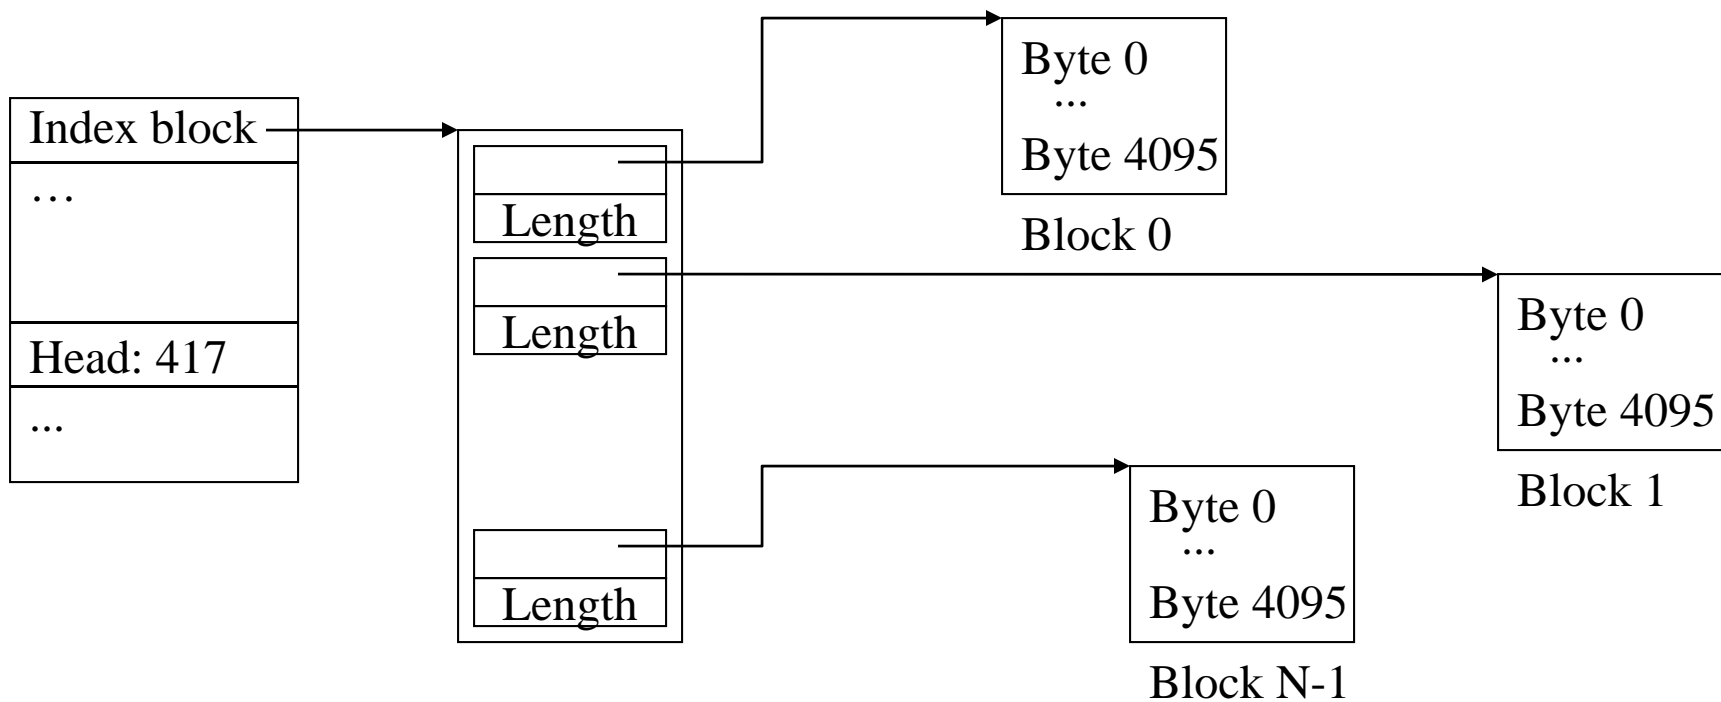 Index block
…
Head: 417
...
Length
Length
Length
Byte 0
...
Byte 4095
Block 0
Byte 0
...
Byte 4095
Block 1
Byte 0
...
Byte 4095
Block N-1